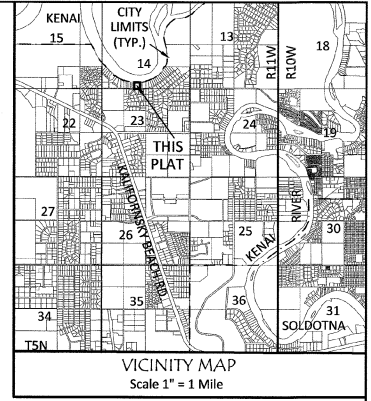 KENAI
CITY
LIMITS
(TYP.)
15
14
13
R11W
R10W
18
22
23
THIS
PLAT
24
19
KALIFORNSKY BEACH RD.
27
26
25
KENAI
RIVER
30
34
35
36
31
SOLDOTNA
T5N
VICINITY MAP
Scale 1" = 1 Mile